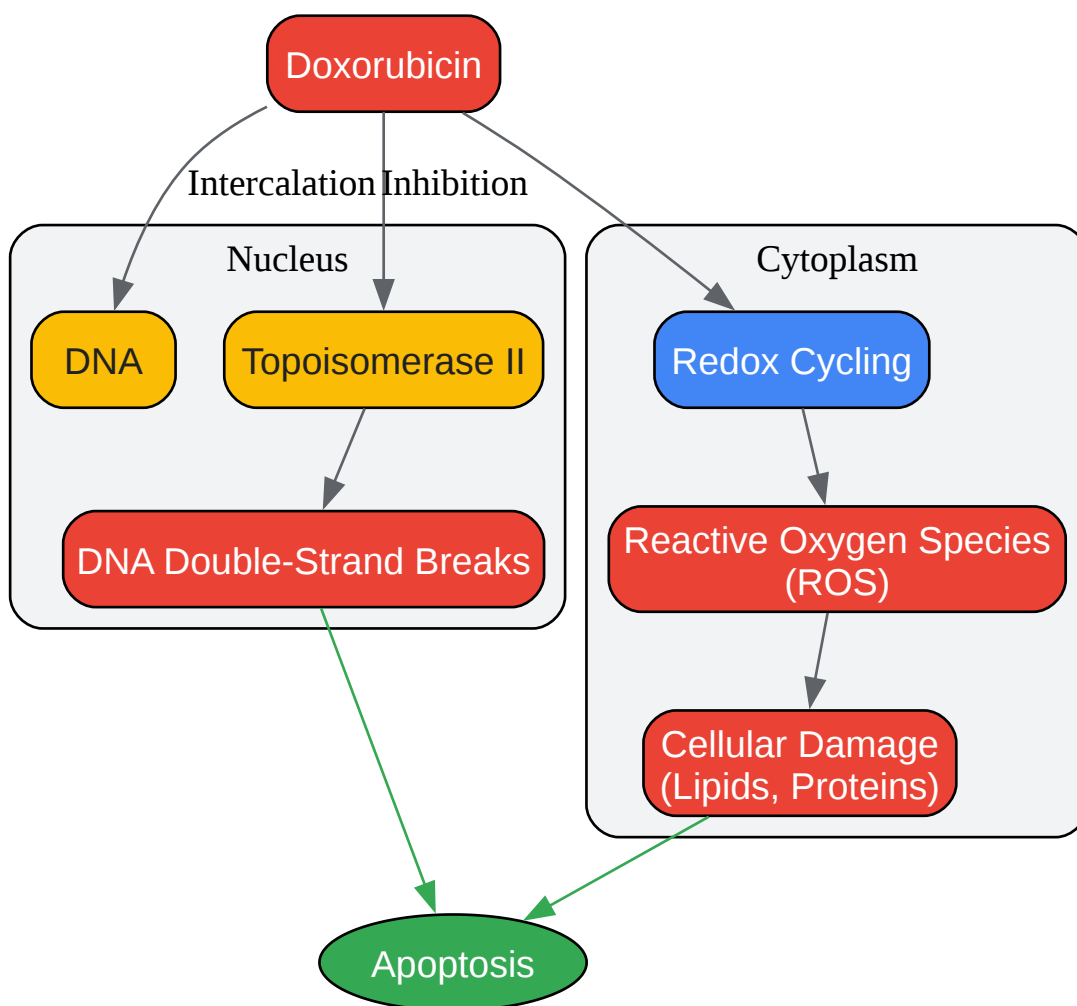 Doxorubicin
Intercalation
Inhibition
Nucleus
Cytoplasm
DNA
Topoisomerase II
Redox Cycling
DNA Double-Strand Breaks
Reactive Oxygen Species
(ROS)
Cellular Damage
(Lipids, Proteins)
Apoptosis